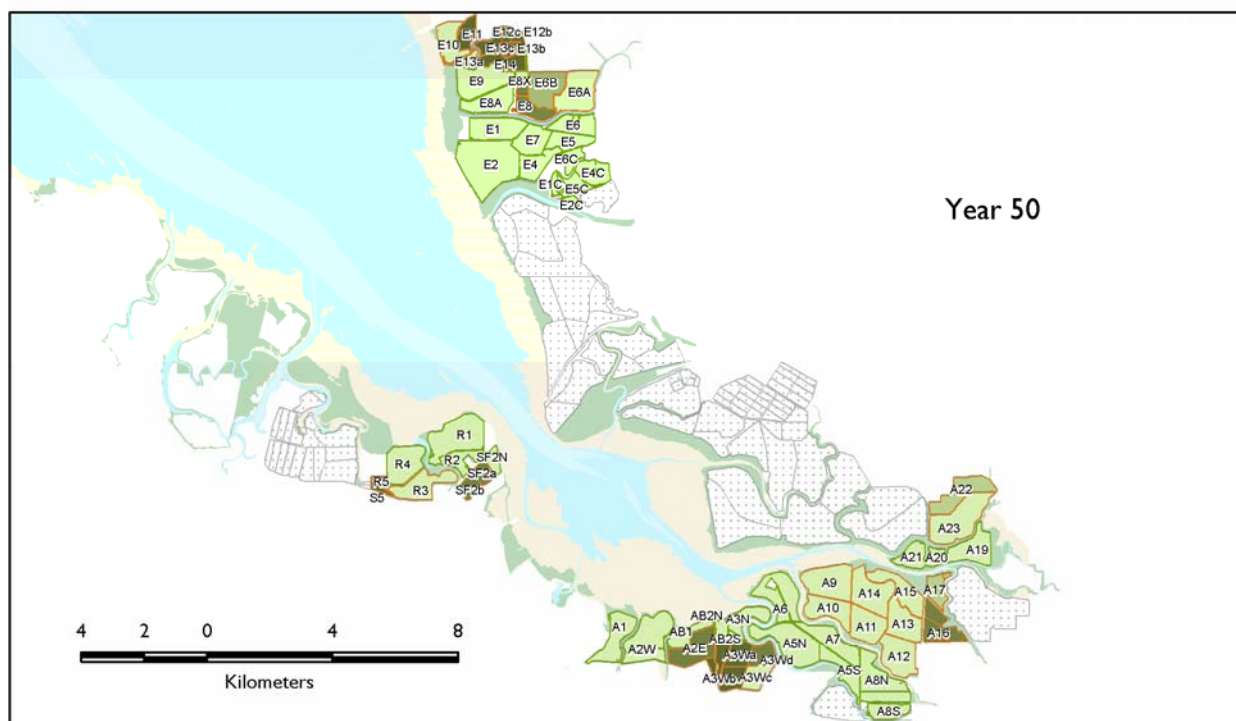 E11 E12c E12b
E10 E13c E13b
E13a E14
E9 E8X E6B
E6A
E8A E8
E1 E6
E7 E5
E2 E4 E6C
E4C
E1C E5C
E2C
Year 50
R1
R4 R2 SF2N
SF2a
R5 R3 SF2b
S5
A22
A23
A21 A20 A19
A9 A14 A15 A17
A6
A10
A1 AB1 AB2N A3N A11 A13 A16
A2W A2E AB2S A5N A7
A3Wa A3Wd A12
A3Wb A3Wc A5S A8N
A8S
4 2 0 4 8
Kilometers